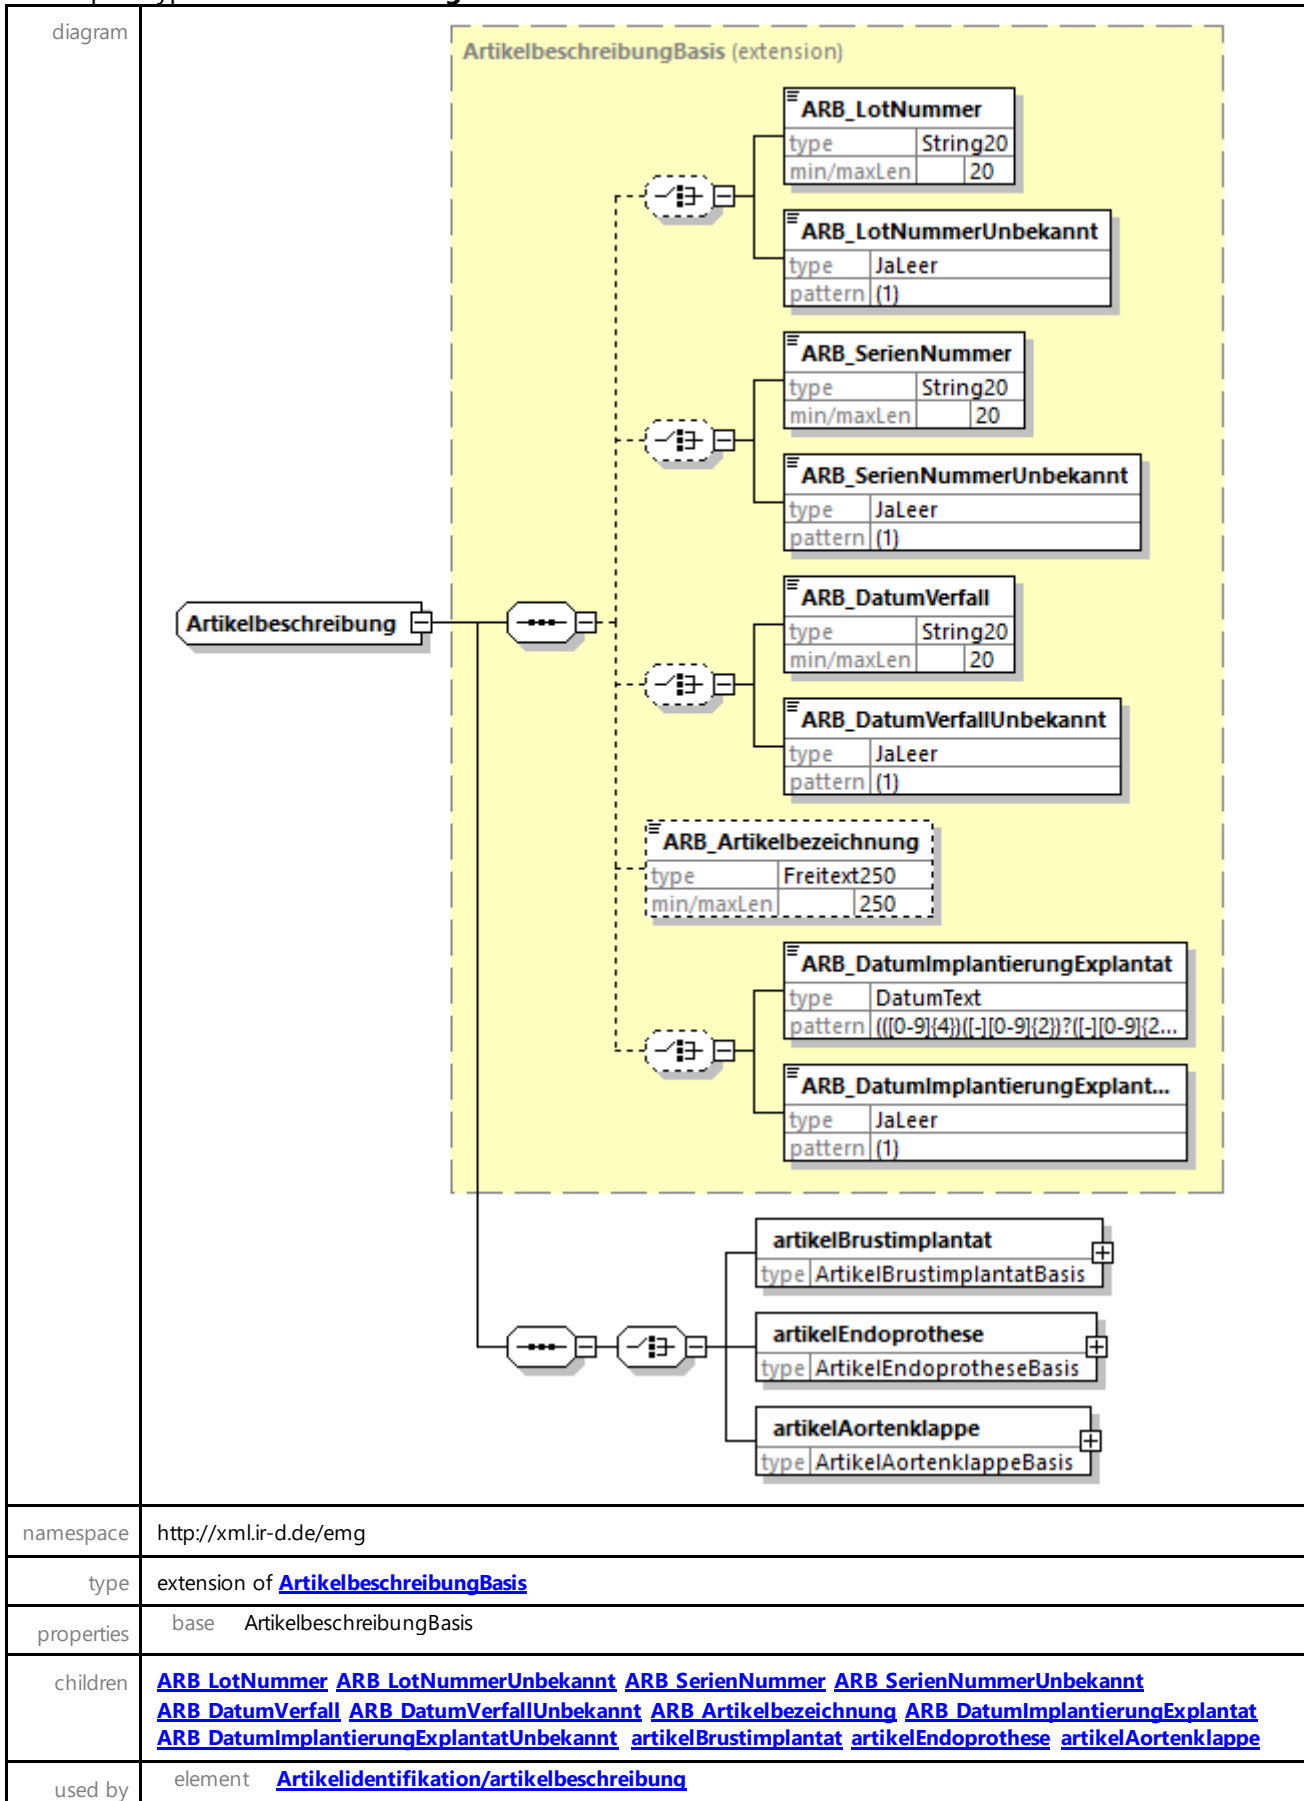 diagram
ArtikelbeschreibungBasis (extension)
ARB_LotNummer
type String20
min/maxLen 20
ARB_LotNummerUnbekannt
type JaLeer
pattern (1)
ARB_SerienNummer
type String20
min/maxLen 20
ARB_SerienNummerUnbekannt
type JaLeer
pattern (1)
Artikelbeschreibung
ARB_DatumVerfall
type String20
min/maxLen 20
ARB_DatumVerfallUnbekannt
type JaLeer
pattern (1)
ARB_Artikelbezeichnung
type Freitext250
min/maxLen 250
ARB_DatumImplantierungExplantat
type DatumText
pattern (([0-9]{4})([-][0-9]{2})?([-][0-9]{2...
ARB_DatumImplantierungExplant...
type JaLeer
pattern (1)
artikelBrustimplantat
type ArtikelBrustimplantatBasis
artikelEndoprothese
type ArtikelEndoprotheseBasis
artikelAortenklappe
type ArtikelAortenklappeBasis
namespace http://xml.ir-d.de/emg
type extension of ArtikelbeschreibungBasis
properties base ArtikelbeschreibungBasis
children ARB_LotNummer ARB_LotNummerUnbekannt ARB_SerienNummer ARB_SerienNummerUnbekannt
ARB_DatumVerfall ARB_DatumVerfallUnbekannt ARB_Artikelbezeichnung ARB_DatumImplantierungExplantat
ARB_DatumImplantierungExplantatUnbekannt artikelBrustimplantat artikelEndoprothese artikelAortenklappe
used by element Artikelidentifikation/artikelbeschreibung